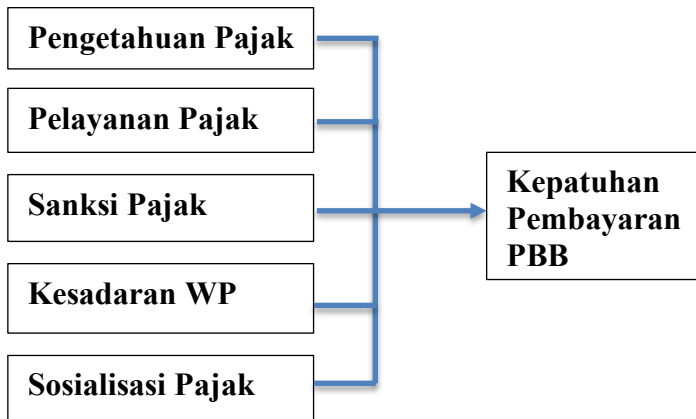 Pengetahuan Pajak
Pelayanan Pajak
Sanksi Pajak
Kesadaran WP
Sosialisasi Pajak
Kepatuhan
Pembayaran
PBB